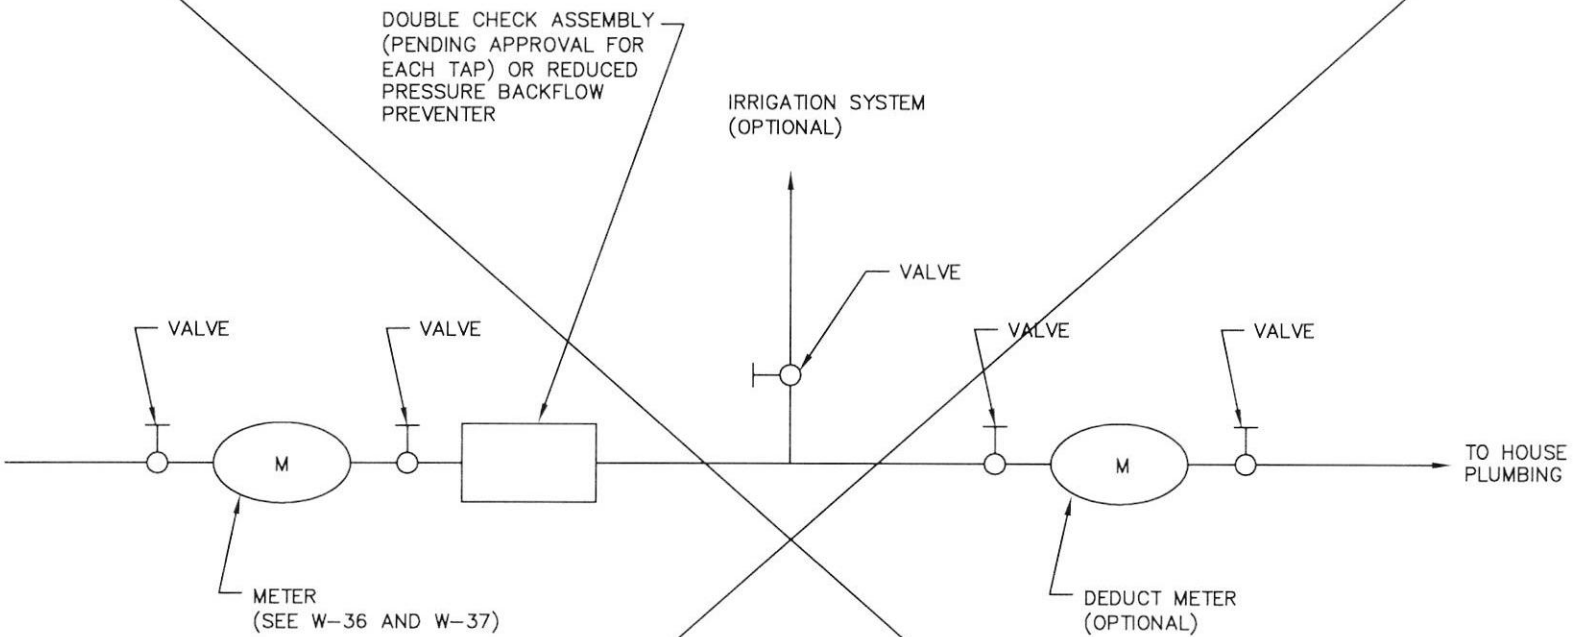 DOUBLE CHECK ASSEMBLY
(PENDING APPROVAL FOR
EACH TAP) OR REDUCED
PRESSURE BACKFLOW
PREVENTER
IRRIGATION SYSTEM
(OPTIONAL)
VALVE
VALVE
VALVE
VALVE
VALVE
M
M
TO HOUSE
PLUMBING
METER
(SEE W-36 AND W-37)
DEDUCT METER
(OPTIONAL)